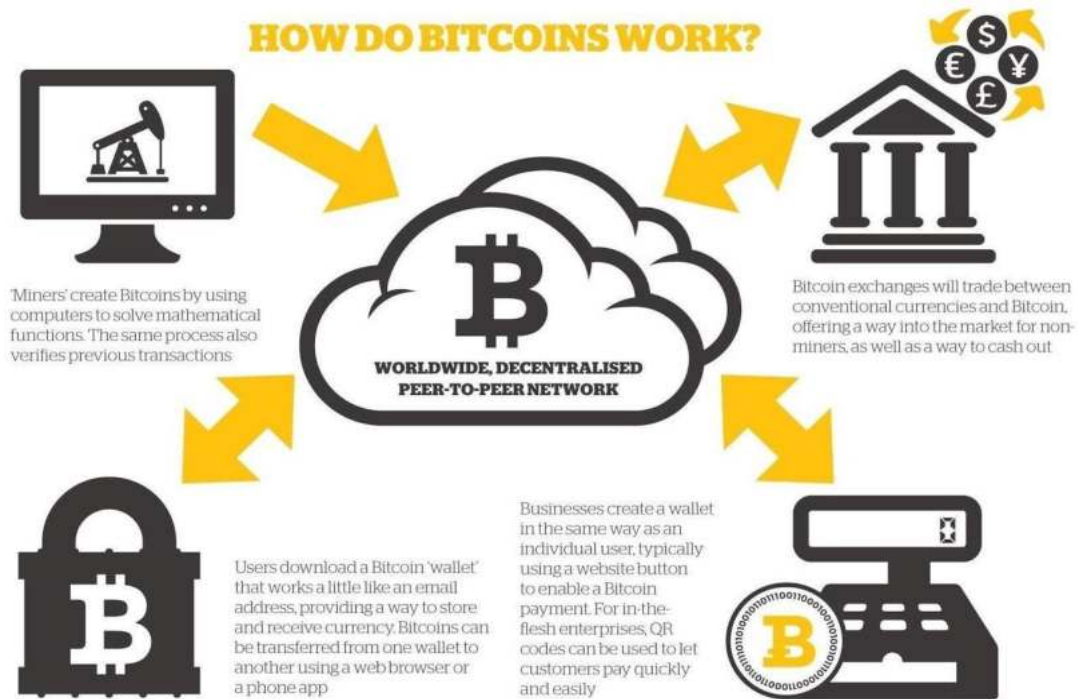 HOW DO BITCOINS WORK?
$
€
¥
£
'Miners' create Bitcoins by using
computers to solve mathematical
functions. The same process also
verifies previous transactions
WORLDWIDE, DECENTRALISED
PEER-TO-PEER NETWORK
Bitcoin exchanges will trade between
conventional currencies and Bitcoin,
offering a way into the market for non-
miners, as well as a way to cash out
Users download a Bitcoin 'wallet'
that works a little like an email
address, providing a way to store
and receive currency. Bitcoins can
be transferred from one wallet to
another using a web browser or
a phone app
Businesses create a wallet
in the same way as an
individual user, typically
using a website button
to enable a Bitcoin
payment. For in-the-
flesh enterprises, QR
codes can be used to let
customers pay quickly
and easily